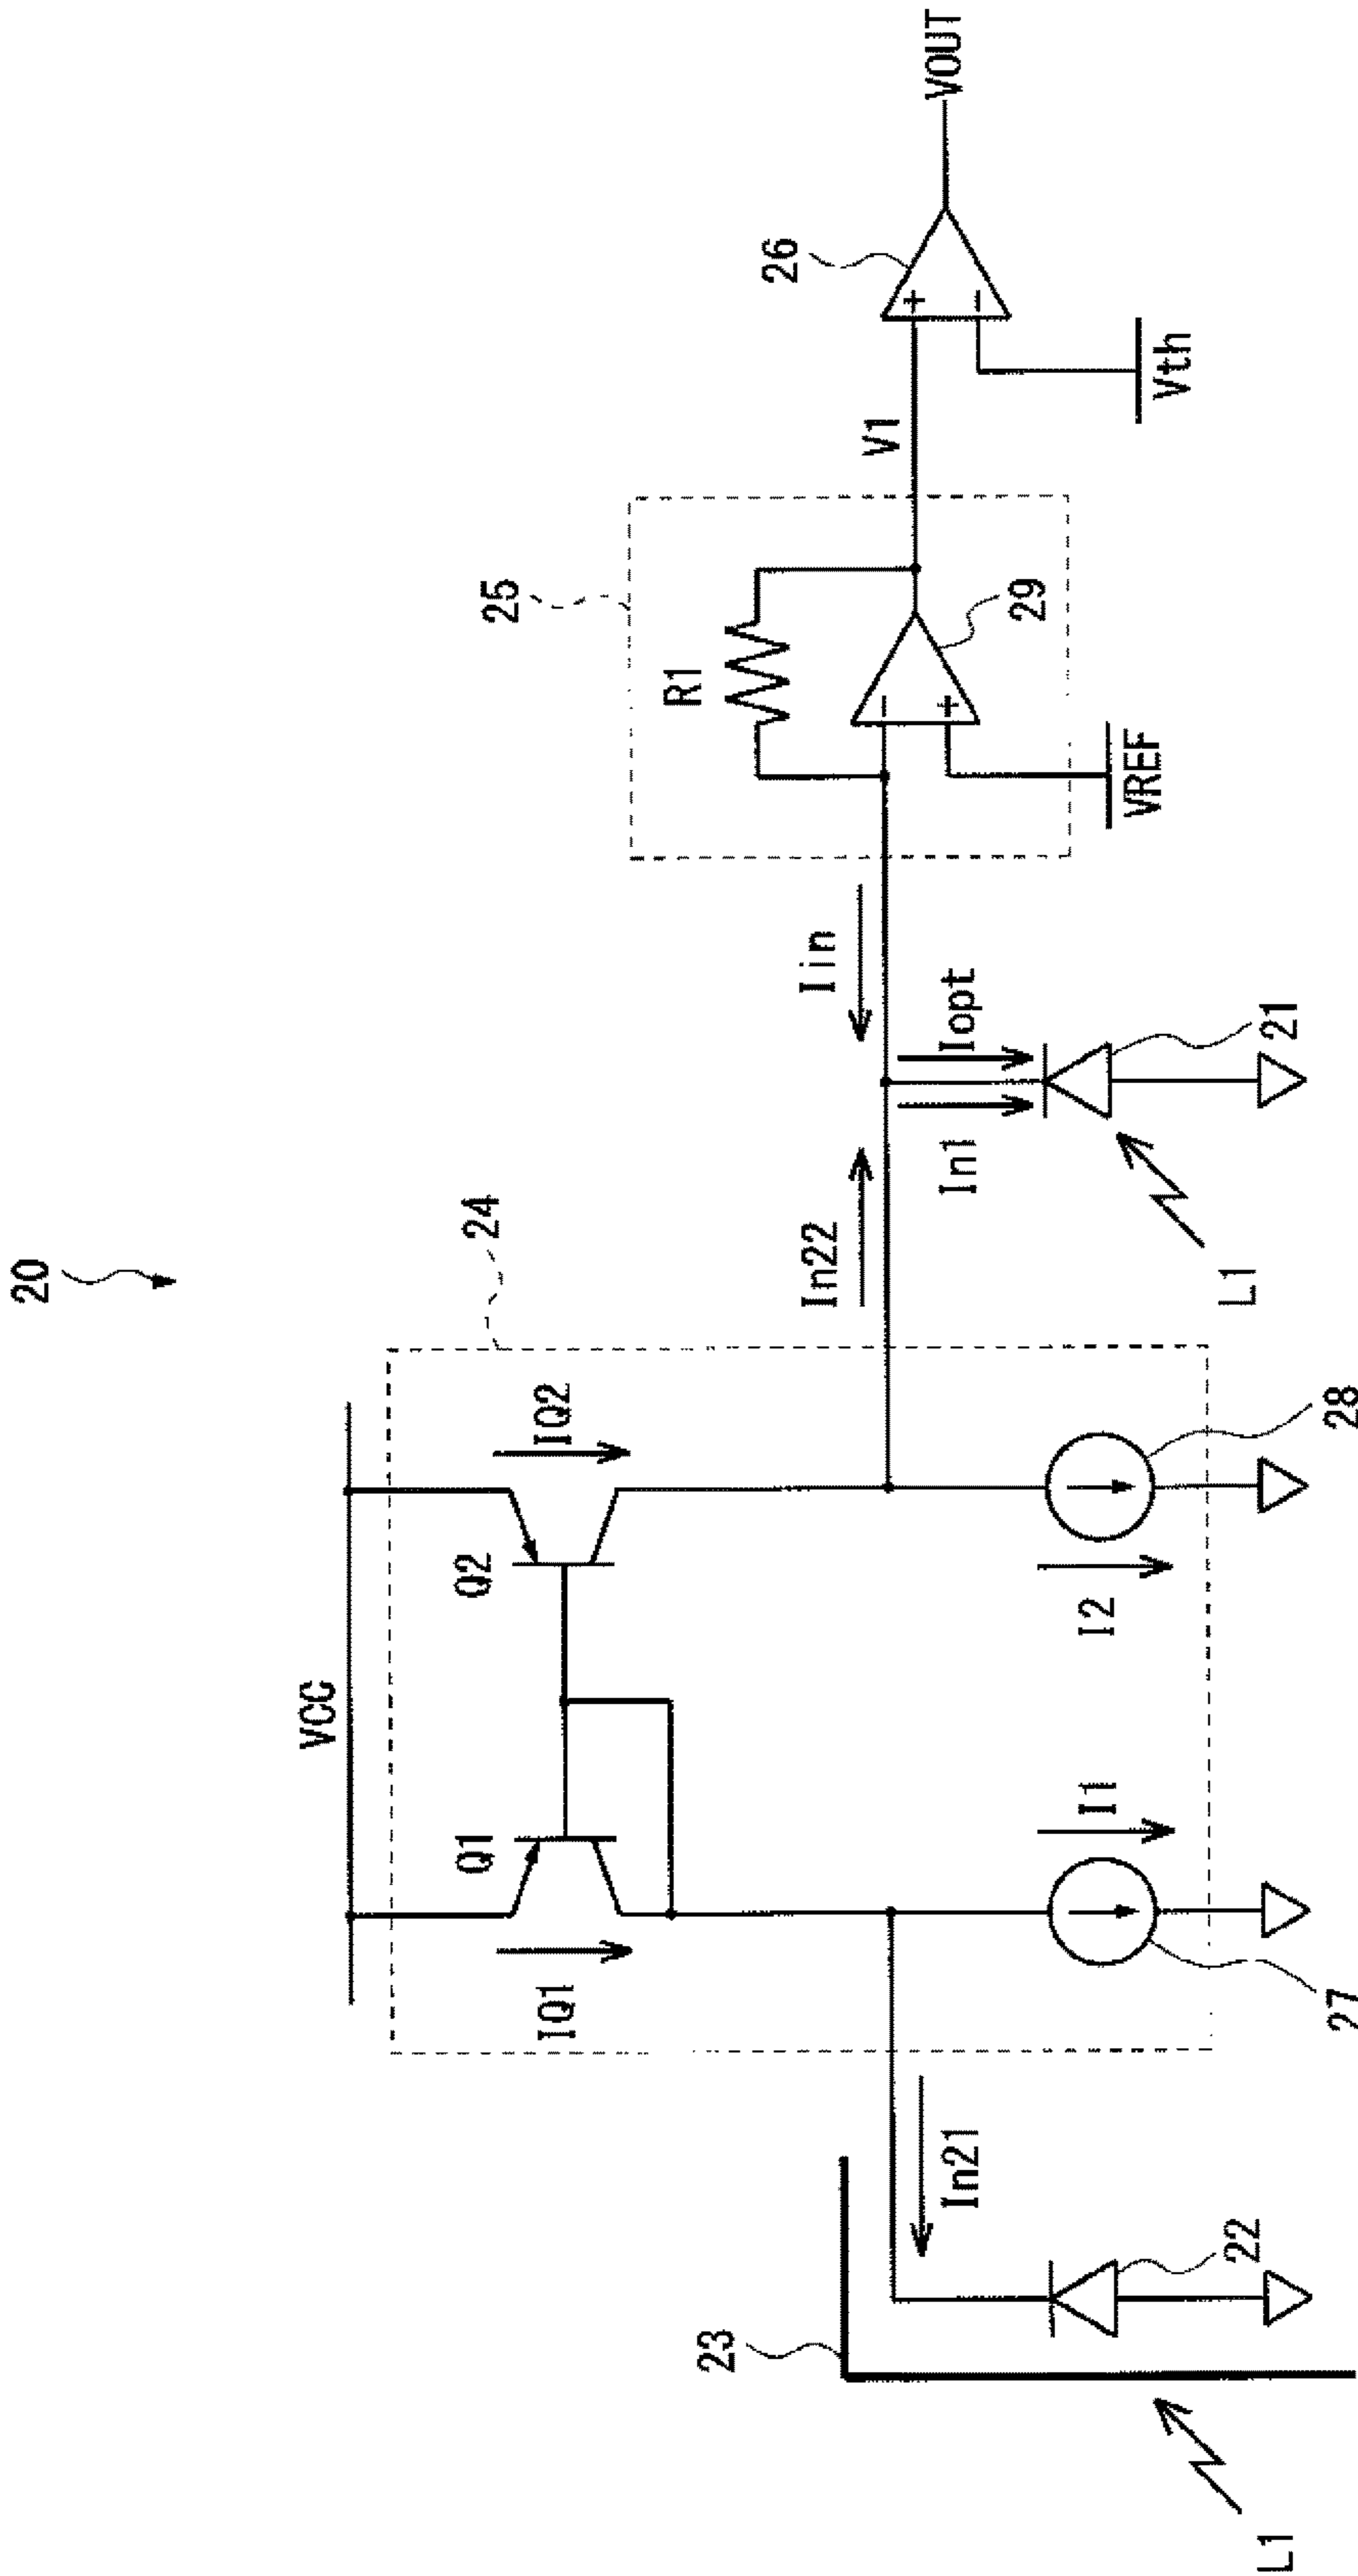 20
VCC
24
Q1
Q2
IQ1
IQ2
In21
23
22
L1
I1
I2
27
28
In22
Iin
In1
Iopt
21
L1
25
R1
29
VREF
V1
26
Vth
VOUT